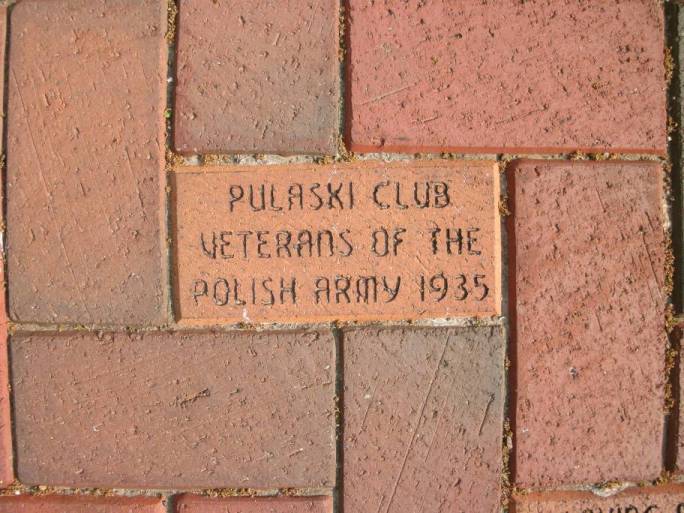 PULASKI CLUB
VETERANS OF THE
POLISH ARMY 1935